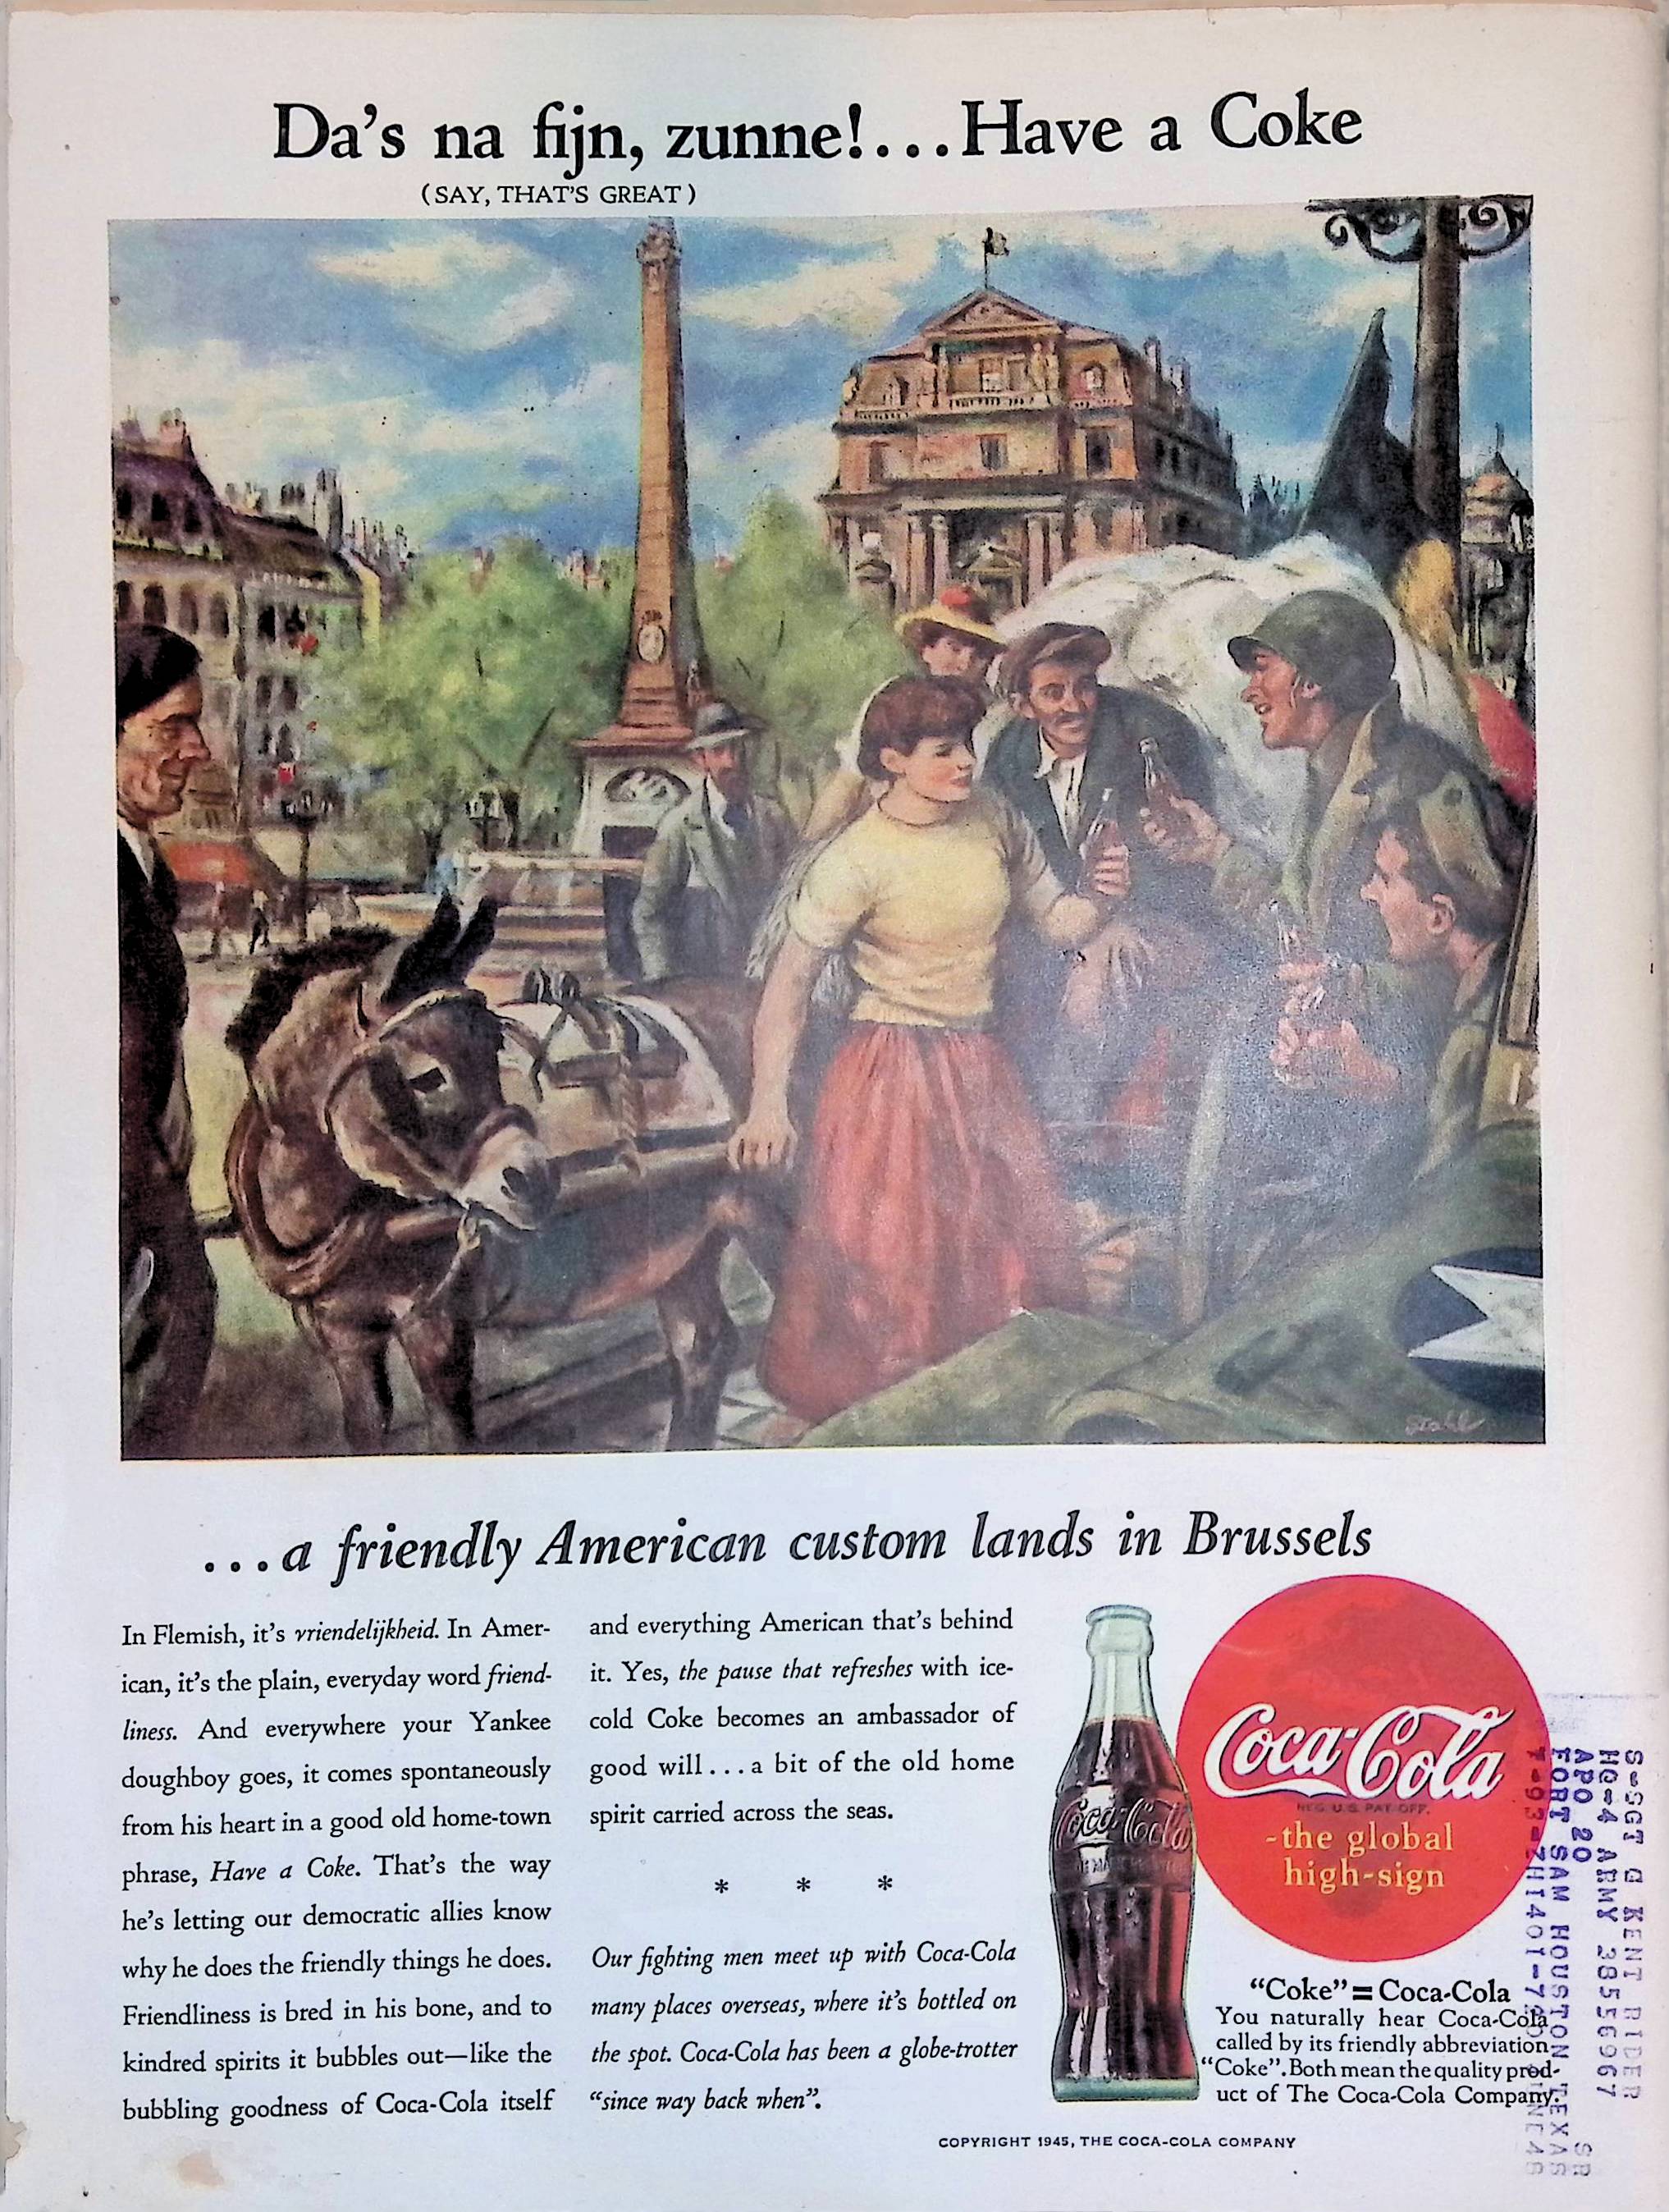 Da's na fijn, zunne!...Have a Coke
(SAY, THAT'S GREAT)
Stahl
...a friendly American custom lands in Brussels
In Flemish, it's vriendelijkheid. In Amer-
ican, it's the plain, everyday word friend-
liness. And everywhere your Yankee
doughboy goes, it comes spontaneously
from his heart in a good old home-town
phrase, Have a Coke. That's the way
he's letting our democratic allies know
why he does the friendly things he does.
Friendliness is bred in his bone, and to
kindred spirits it bubbles out—like the
bubbling goodness of Coca-Cola itself
and everything American that's behind
it. Yes, the pause that refreshes with ice-
cold Coke becomes an ambassador of
good will...a bit of the old home
spirit carried across the seas.
* * *
Our fighting men meet up with Coca-Cola
many places overseas, where it's bottled on
the spot. Coca-Cola has been a globe-trotter
"since way back when".
Coca-Cola
Coca-Cola
REG. U.S. PAT. OFF.
-the global
high-sign
"Coke"=Coca-Cola
You naturally hear Coca-Cola
called by its friendly abbreviation
"Coke". Both mean the quality prod-
uct of The Coca-Cola Company.
COPYRIGHT 1945, THE COCA-COLA COMPANY
S-SGT G KENT RIDER
HQ-4 ARMY 38556967
APO 20
FORT SAM HOUSTON TEXAS